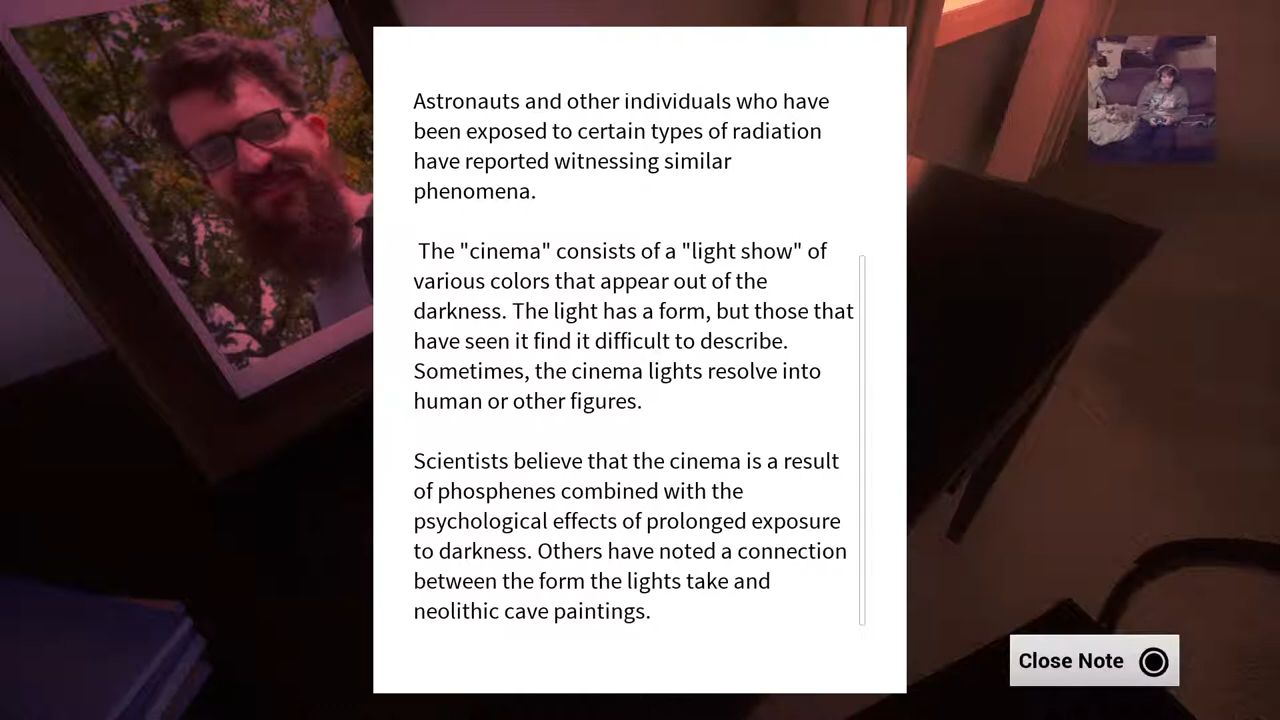 Astronauts and other individuals who have
been exposed to certain types of radiation
have reported witnessing similar
phenomena.
The "cinema" consists of a "light show" of
various colors that appear out of the
darkness. The light has a form, but those that
have seen it find it difficult to describe.
Sometimes, the cinema lights resolve into
human or other figures.
Scientists believe that the cinema is a result
of phosphenes combined with the
psychological effects of prolonged exposure
to darkness. Others have noted a connection
between the form the lights take and
neolithic cave paintings.
Close Note